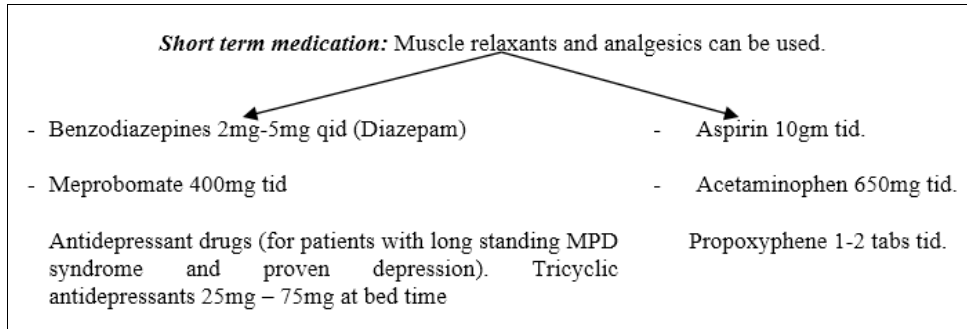 Short term medication: Muscle relaxants and analgesics can be used.
- Benzodiazepines 2mg-5mg qid (Diazepam)
- Meprobomate 400mg tid
Antidepressant drugs (for patients with long standing MPD
syndrome and proven depression). Tricyclic
antidepressants 25mg – 75mg at bed time
- Aspirin 10gm tid.
- Acetaminophen 650mg tid.
Propoxyphene 1-2 tabs tid.